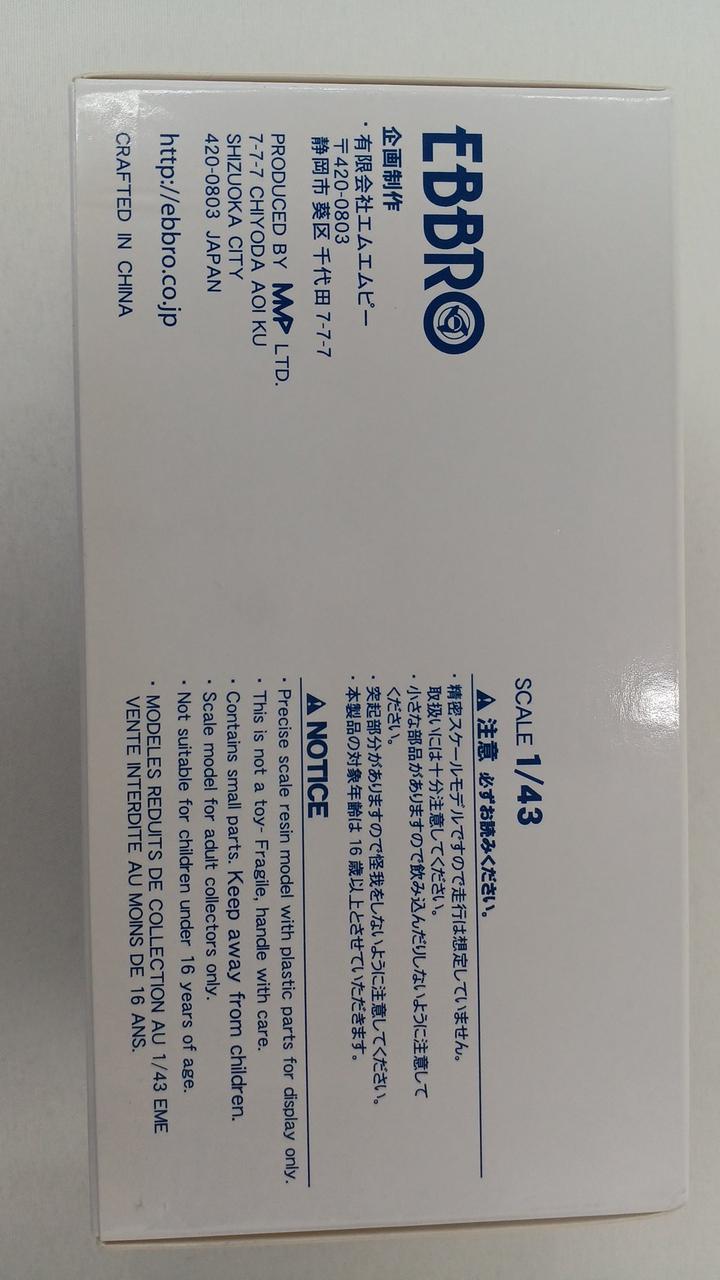 EBBRO
企画制作
・有限会社エムエムピー
〒420-0803
静岡市 葵区 千代田 7-7-7
PRODUCED BY MMP LTD.
7-7-7 CHIYODA AOI KU
SHIZUOKA CITY
420-0803 JAPAN
http://ebbro.co.jp
CRAFTED IN CHINA
SCALE 1/43
注意 必ずお読みください。
・精密スケールモデルですので走行は想定していません。
取扱いには十分注意してください。
・小さな部品がありますので飲み込んだりしないように注意して
ください。
・突起部分がありますので怪我をしないように注意してください。
・本製品の対象年齢は 16 歳以上とさせていただきます。
NOTICE
・Precise scale resin model with plastic parts for display only.
・This is not a toy- Fragile, handle with care.
・Contains small parts. Keep away from children.
・Scale model for adult collectors only.
・Not suitable for children under 16 years of age.
・MODELES REDUITS DE COLLECTION AU 1/43 EME
VENTE INTERDITE AU MOINS DE 16 ANS.